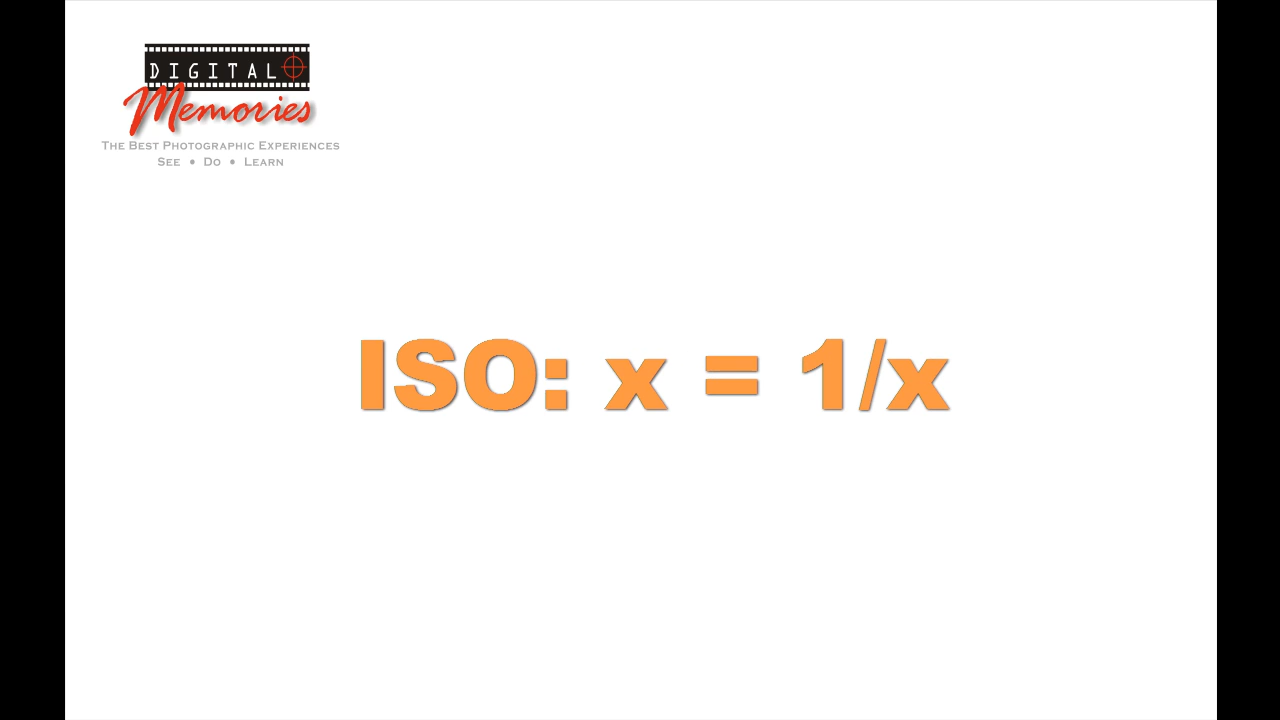 DIGITAL
Memories
THE BEST PHOTOGRAPHIC EXPERIENCES
SEE • DO • LEARN
ISO: x = 1/x